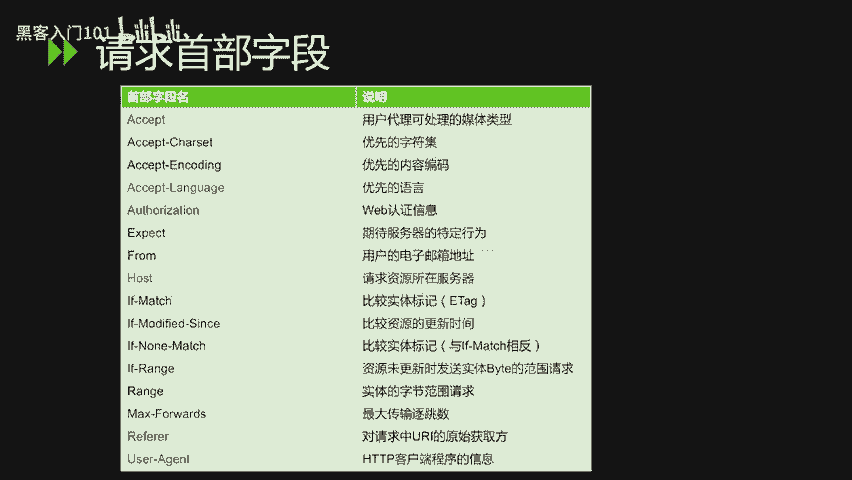 黑客入门101 bilibili
请求首部字段
首部字段名 说明
Accept 用户代理可处理的媒体类型
Accept-Charset 优先的字符集
Accept-Encoding 优先的内容编码
Accept-Language 优先的语言
Authorization Web认证信息
Expect 期待服务器的特定行为
From 用户的电子邮箱地址
Host 请求资源所在服务器
If-Match 比较实体标记（ETag）
If-Modified-Since 比较资源的更新时间
If-None-Match 比较实体标记（与If-Match相反）
If-Range 资源未更新时发送实体Byte的范围请求
Range 实体的字节范围请求
Max-Forwards 最大传输逐跳数
Referer 对请求中URI的原始获取方
User-Agent HTTP客户端程序的信息